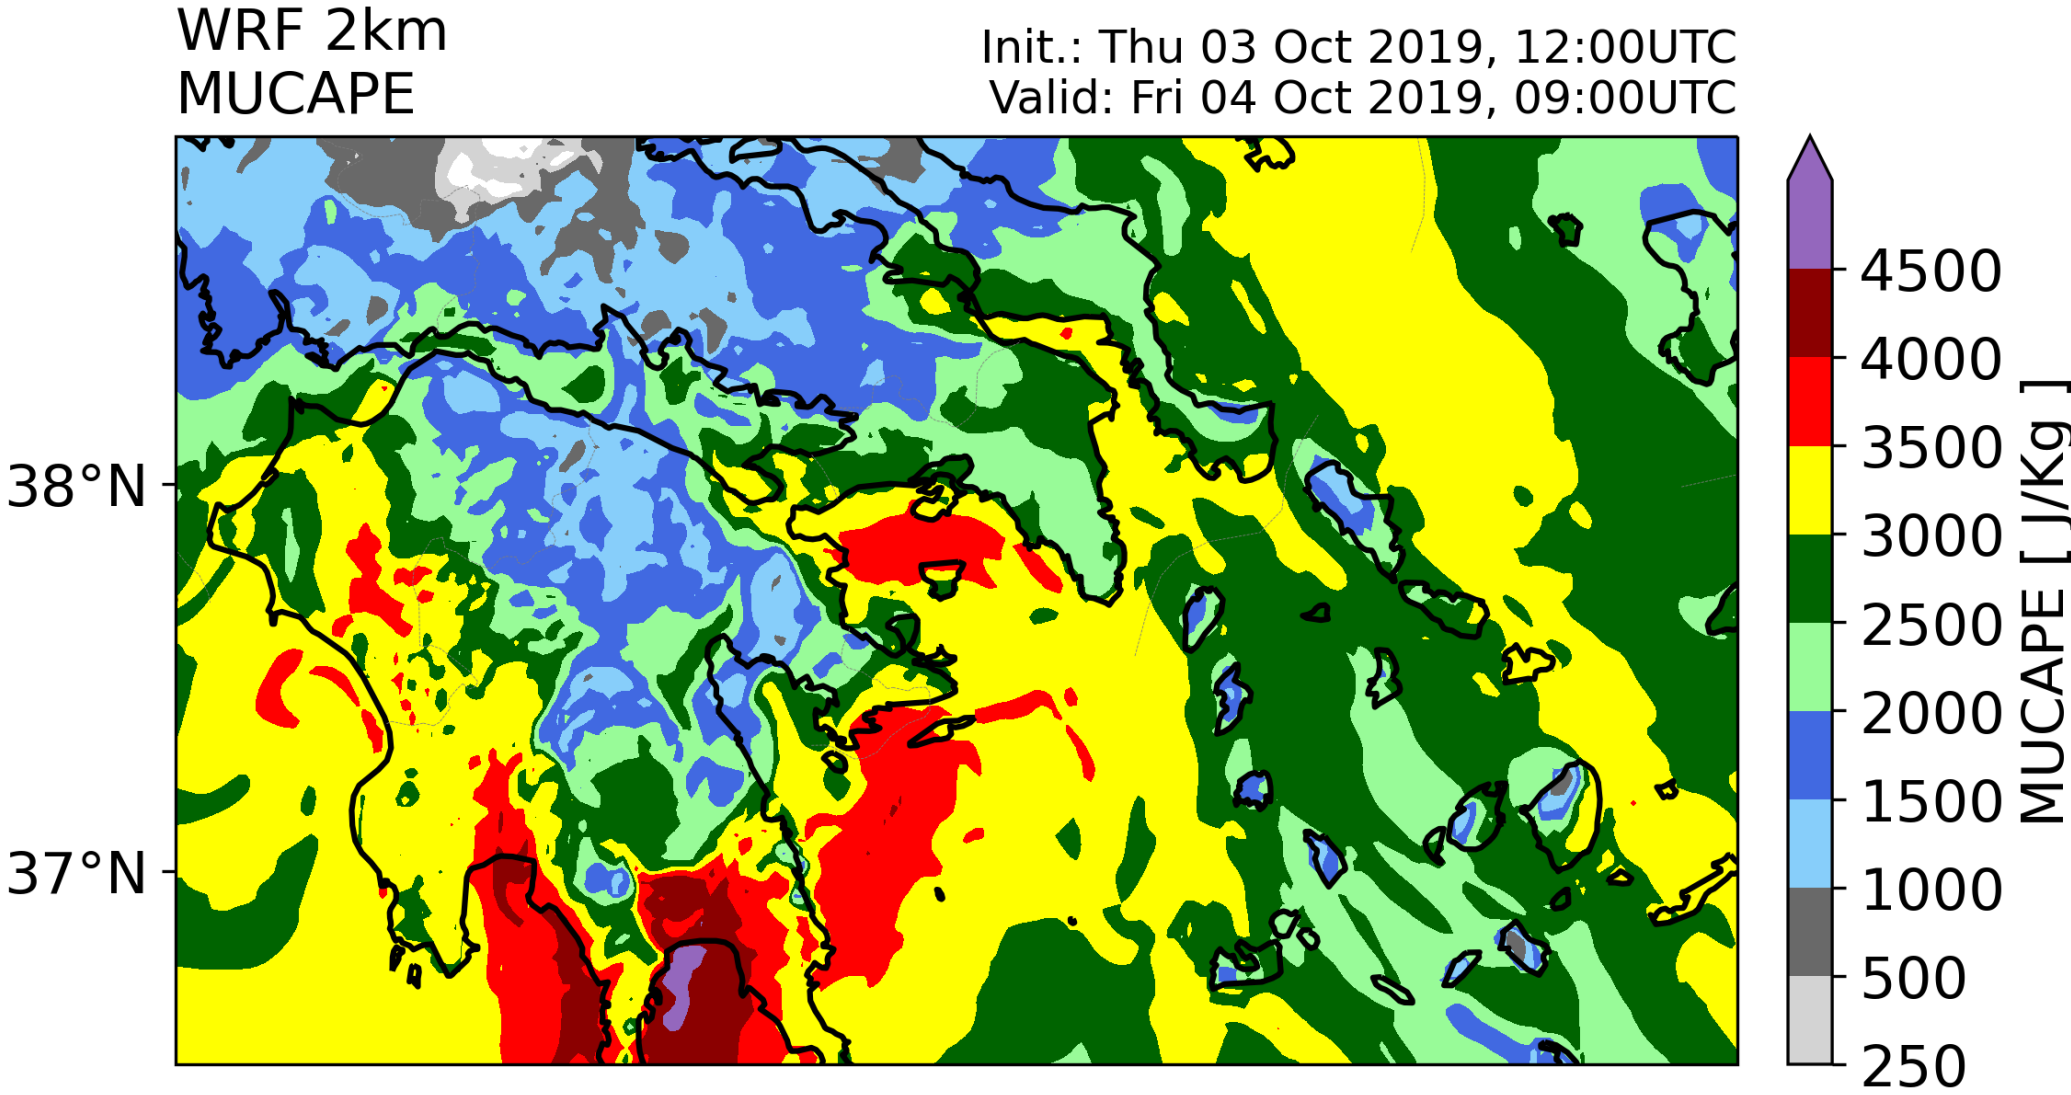 WRF 2km
MUCAPE
Init.: Thu 03 Oct 2019, 12:00UTC
Valid: Fri 04 Oct 2019, 09:00UTC
38°N
37°N
4500
4000
3500
3000
2500
2000
1500
1000
500
250
MUCAPE [ J/Kg ]